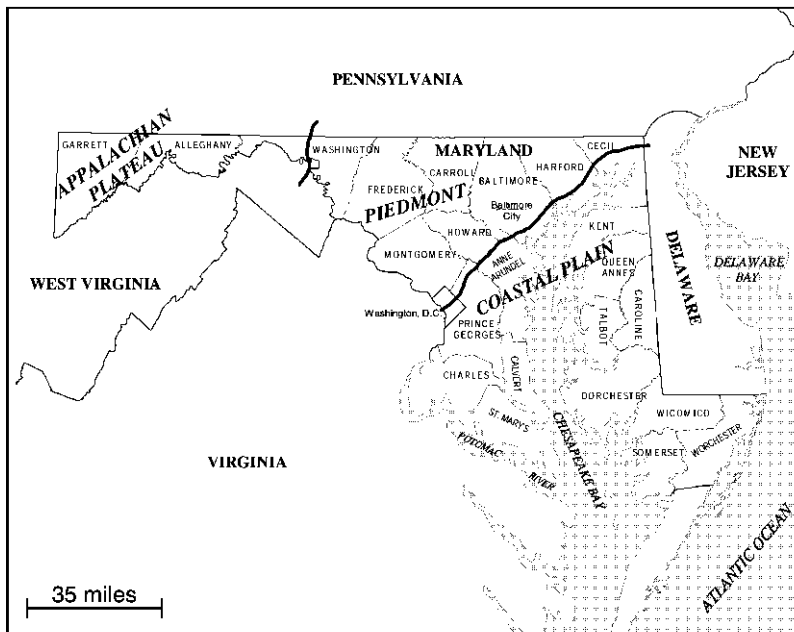 PENNSYLVANIA
GARRETT
ALLEGHANY
WASHINGTON
APPALACHIAN
PLATEAU
MARYLAND
CECIL
HARFORD
CARROLL
BALTIMORE
FREDERICK
PIEDMONT
Baltimore
City
NEW
JERSEY
HOWARD
KENT
MONTGOMERY
ANNE
ARUNDEL
QUEEN
ANNES
DELAWARE
DELAWARE
BAY
WEST VIRGINIA
COASTAL PLAIN
Washington, D.C.
PRINCE
GEORGES
TALBOT
CAROLINE
CHARLES
CALVERT
DORCHESTER
WICOMICO
ST. MARY'S
CHESAPEAKE BAY
SOMERSET
WORCHESTER
POTOMAC
RIVER
VIRGINIA
ATLANTIC OCEAN
35 miles